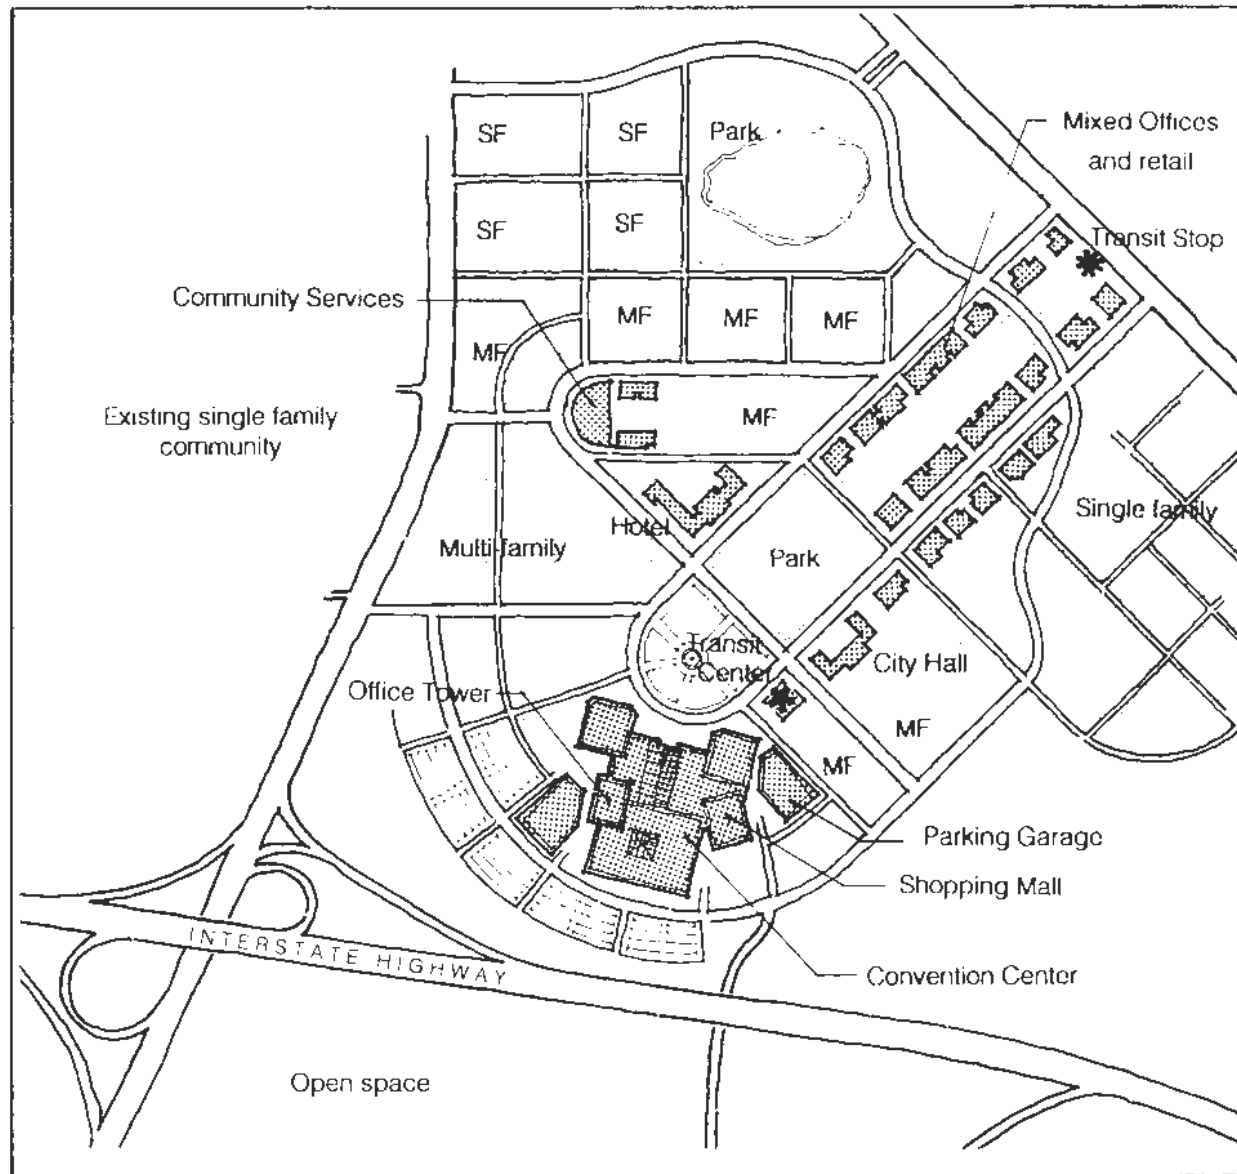 SF
SF
Park
Mixed Offices
and retail
SF
SF
Transit Stop
Community Services
MF
MF
MF
MF
Existing single family
community
MF
Hotel
Single family
Multi-family
Park
Transit
Center
City Hall
Office Tower
MF
MF
Parking Garage
Shopping Mall
INTERSTATE HIGHWAY
Convention Center
Open space